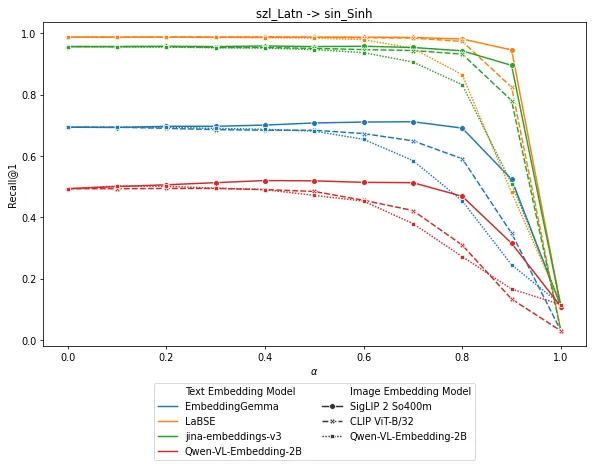 szl_Latn -> sin_Sinh
1.0
0.8
0.6
0.4
0.2
0.0
Recall@1
0.0 0.2 0.4 0.6 0.8 1.0
α
Text Embedding Model Image Embedding Model
EmbeddingGemma SigLIP 2 So400m
LaBSE CLIP ViT-B/32
jina-embeddings-v3 Qwen-VL-Embedding-2B
Qwen-VL-Embedding-2B